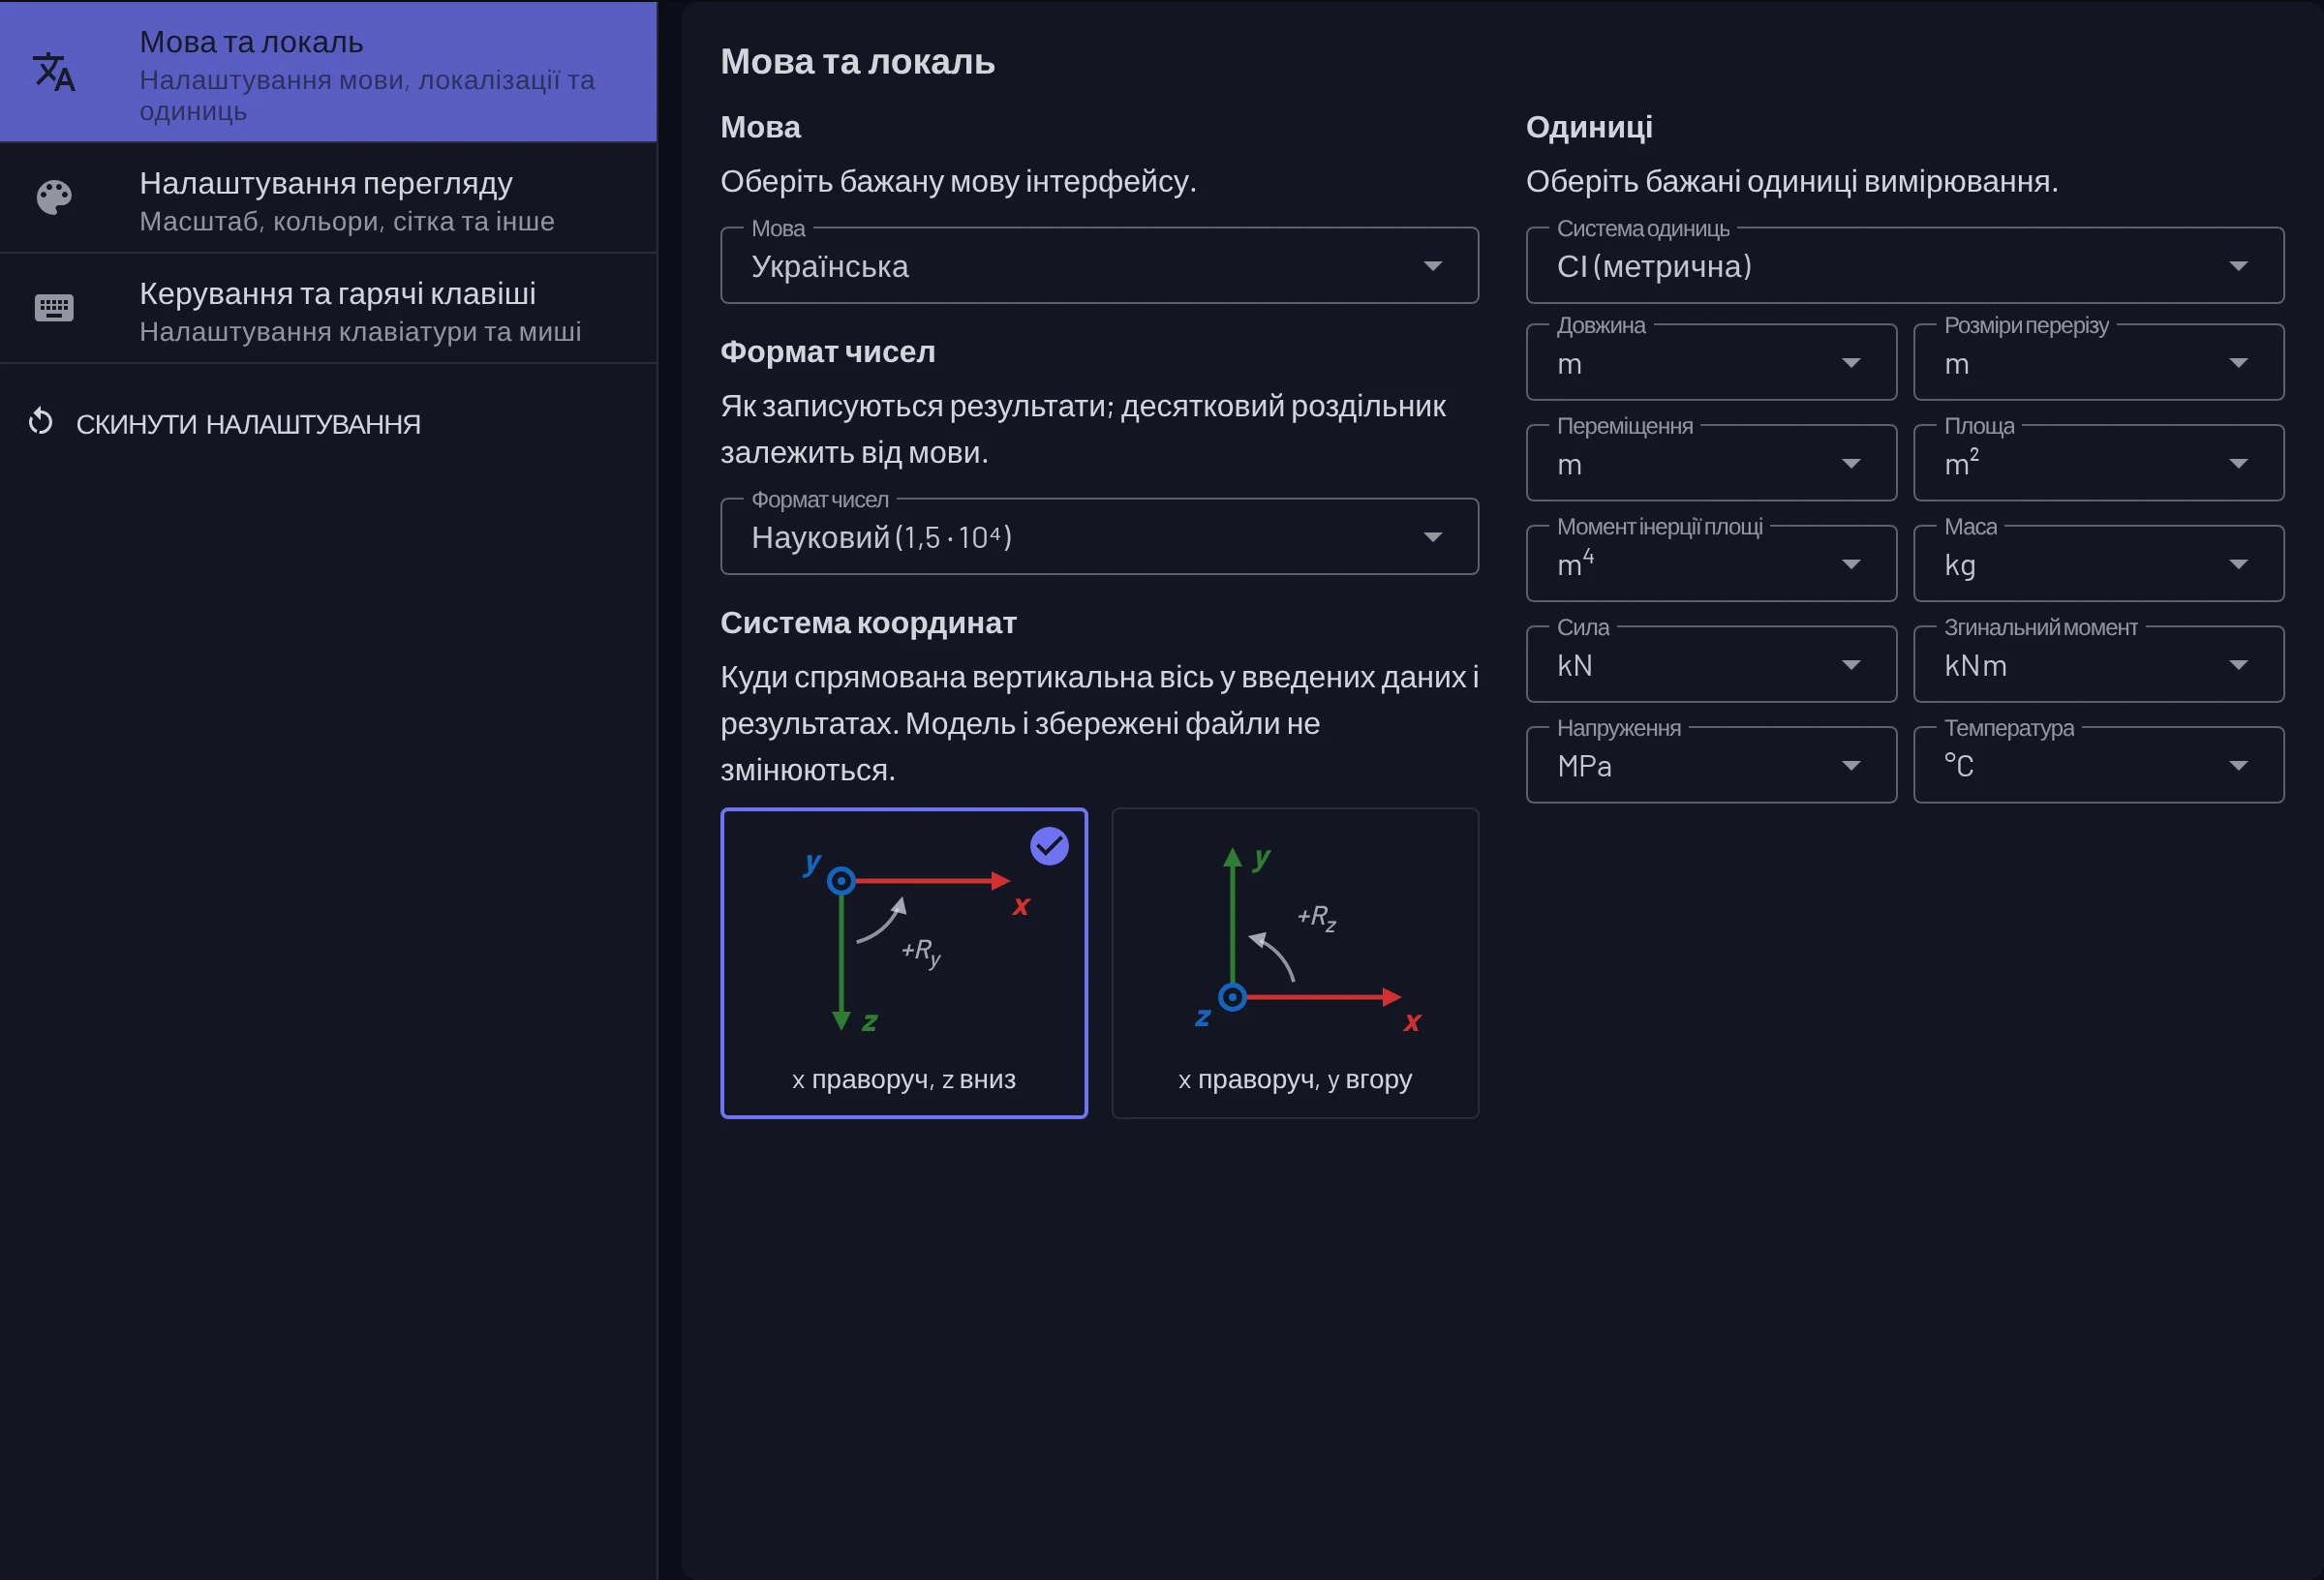 Мова та локаль
Налаштування мови, локалізації та
одиниць
Налаштування перегляду
Масштаб, кольори, сітка та інше
Керування та гарячі клавіші
Налаштування клавіатури та миші
СКИНУТИ НАЛАШТУВАННЯ
Мова та локаль
Мова
Оберіть бажану мову інтерфейсу.
Мова
Українська
Формат чисел
Як записуються результати; десятковий роздільник
залежить від мови.
Формат чисел
Науковий (1,5 · 10⁴)
Система координат
Куди спрямована вертикальна вісь у введених даних і
результатах. Модель і збережені файли не
змінюються.
y
x
+Ry
z
x праворуч, z вниз
y
+Rz
z
x
x праворуч, y вгору
Одиниці
Оберіть бажані одиниці вимірювання.
Система одиниць
СІ (метрична)
Довжина
m
Розміри перерізу
m
Переміщення
m
Площа
m²
Момент інерції площі
m⁴
Маса
kg
Сила
kN
Згинальний момент
kNm
Напруження
MPa
Температура
°C